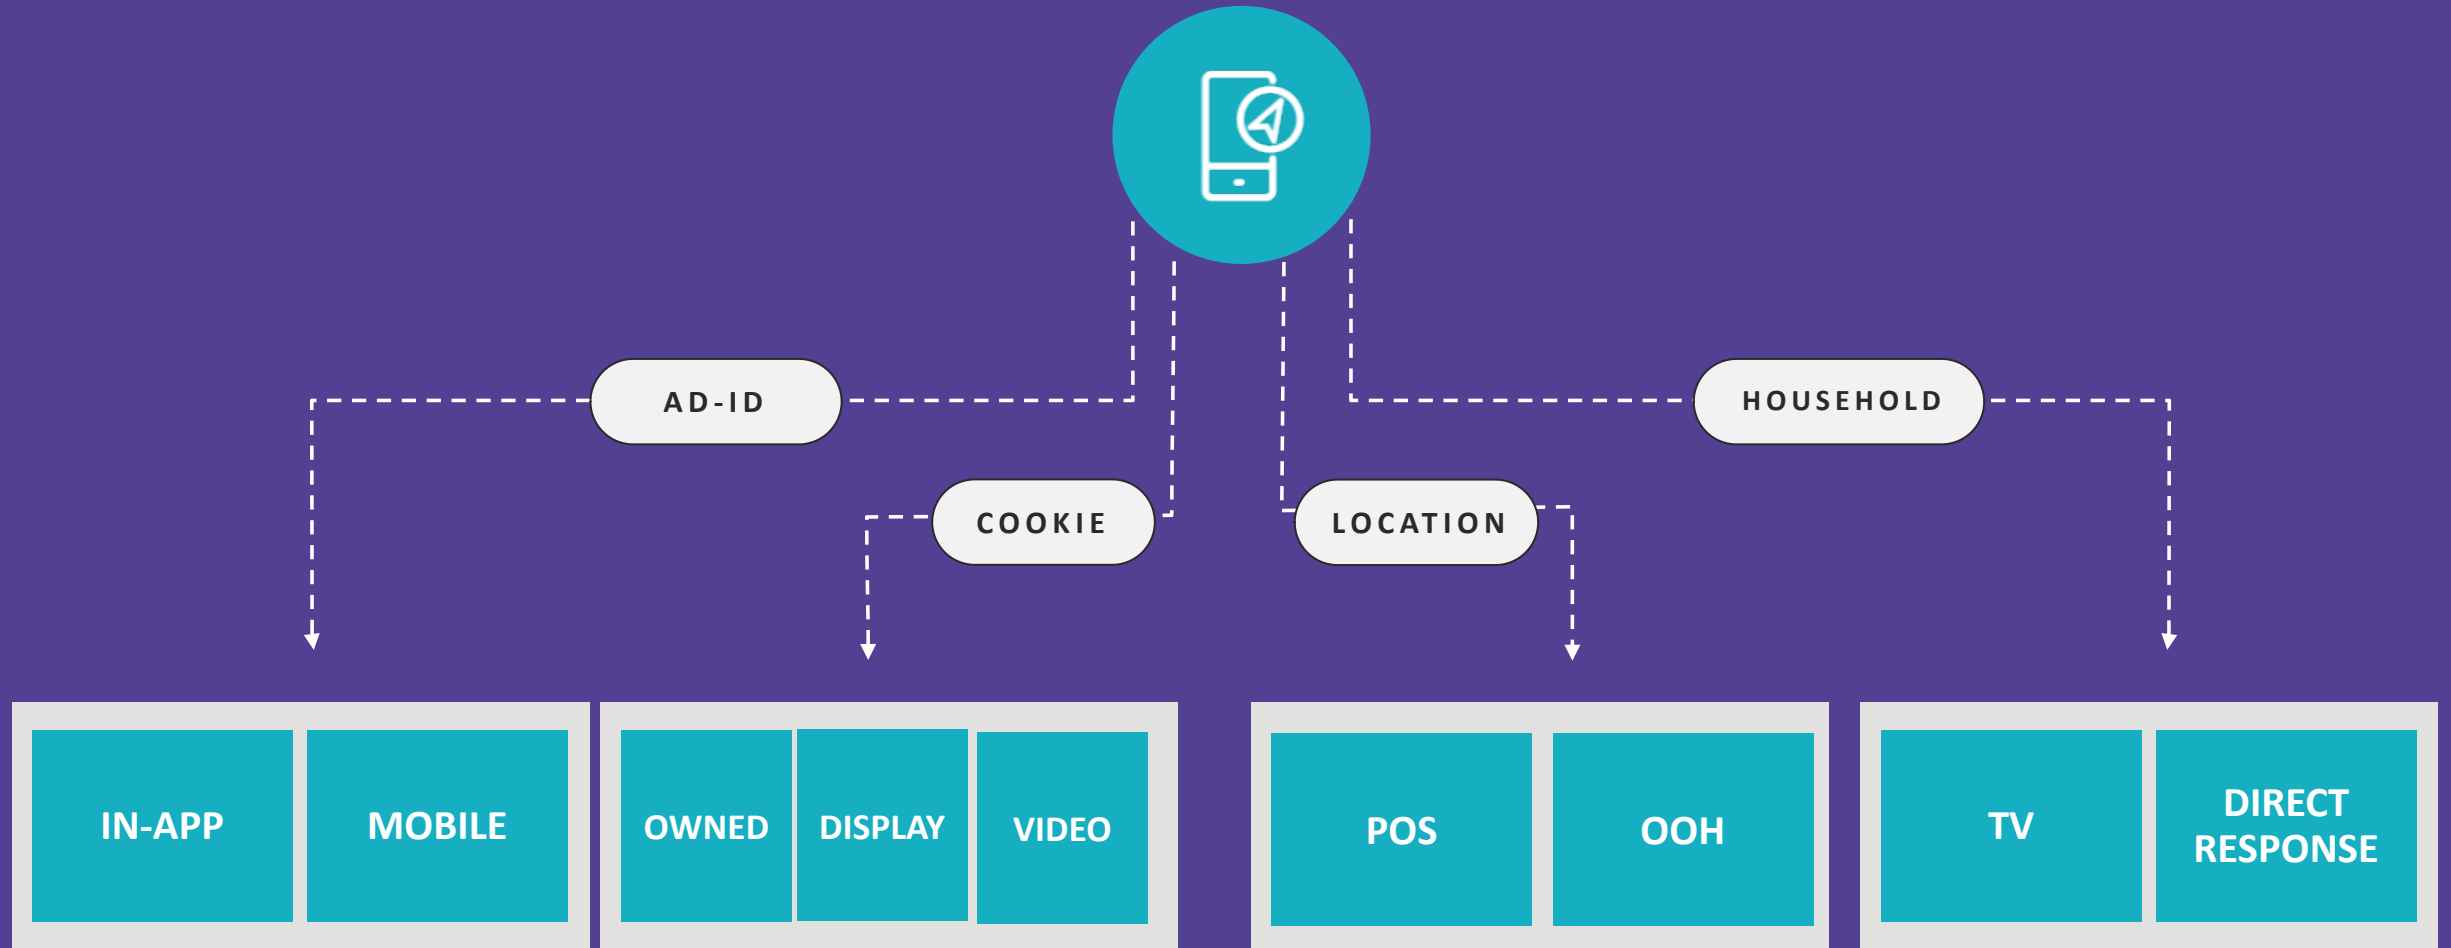 AD-ID
HOUSEHOLD
COOKIE
LOCATION
IN-APP
MOBILE
OWNED
DISPLAY
VIDEO
POS
OOH
TV
DIRECT
RESPONSE